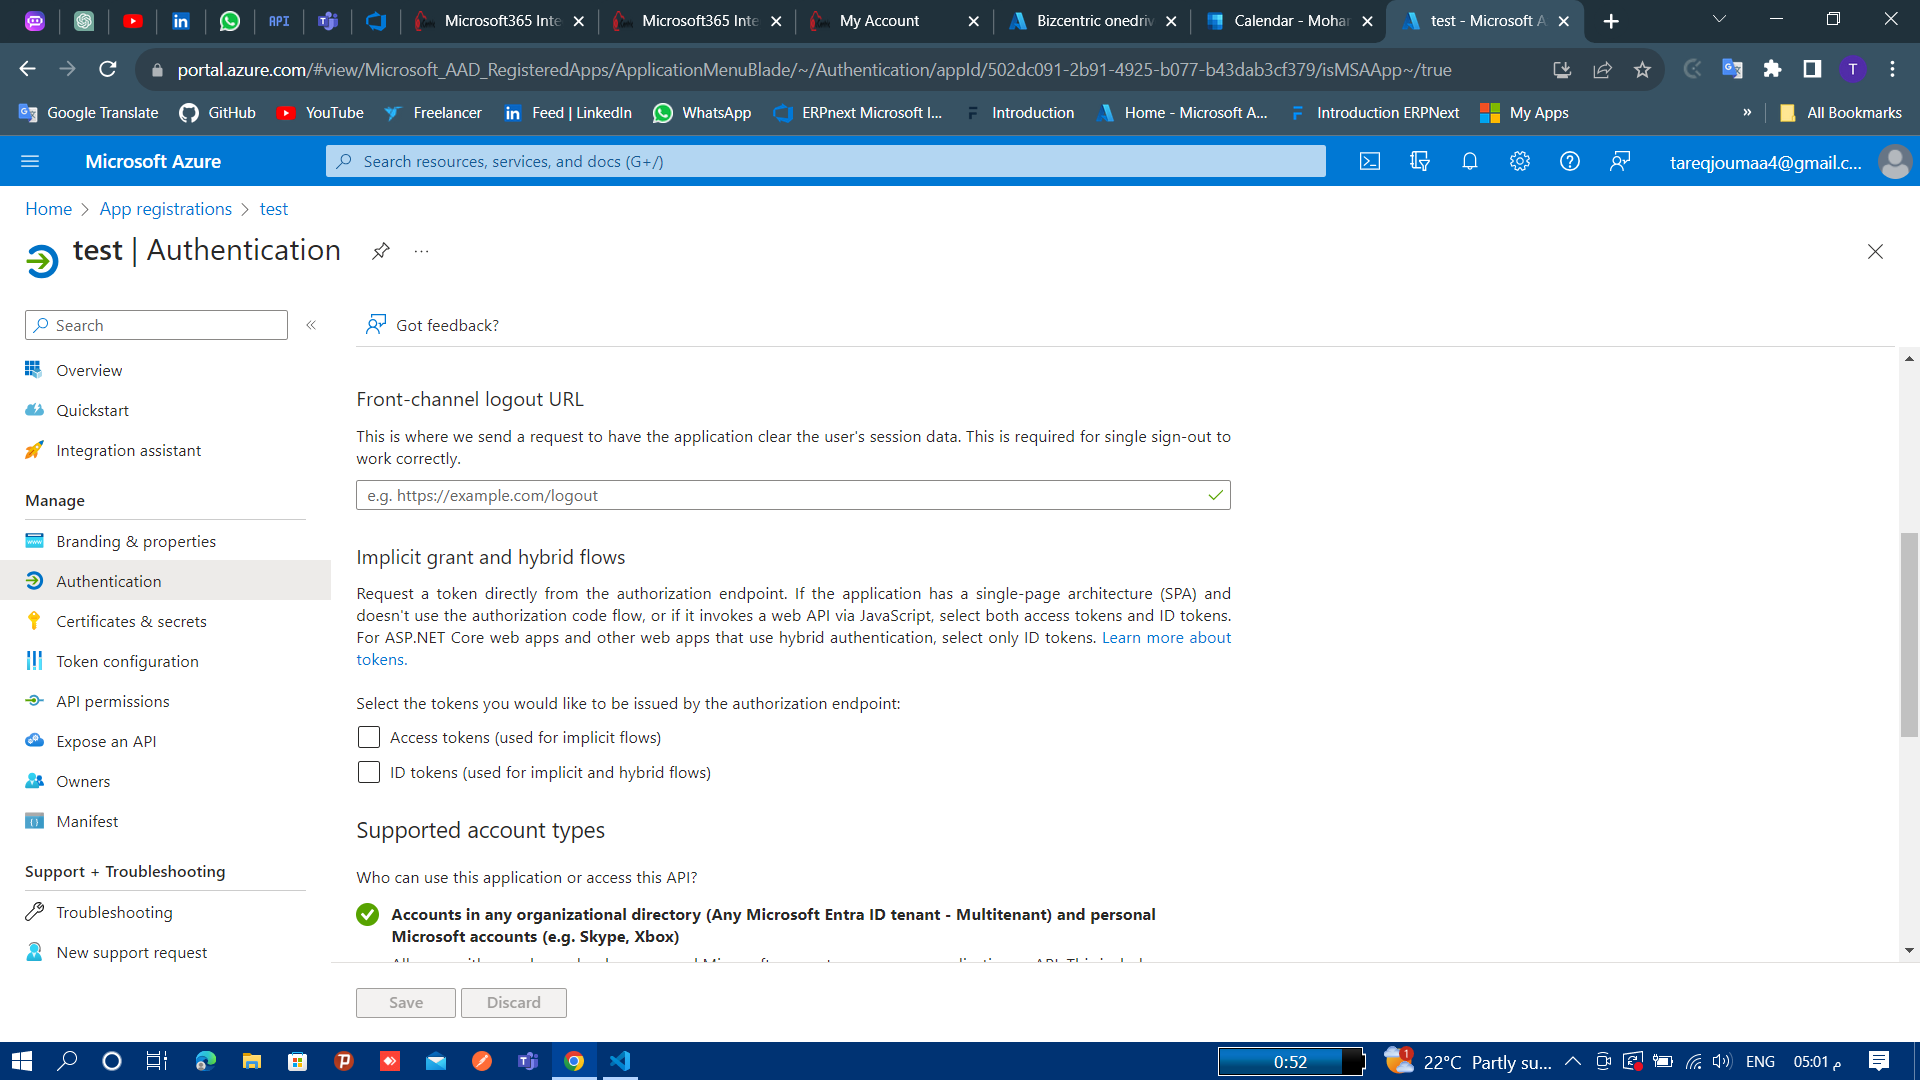 Microsoft365 Inte
Microsoft365 Inte
My Account
Bizcentric onedriv
Calendar - Mohar
test - Microsoft A
portal.azure.com/#view/Microsoft_AAD_RegisteredApps/ApplicationMenuBlade/~/Authentication/appId/502dc091-2b91-4925-b077-b43dab3cf379/isMSAApp~/true
T
Google Translate
GitHub
YouTube
Freelancer
Feed | LinkedIn
WhatsApp
ERPnext Microsoft I...
Introduction
Home - Microsoft A...
Introduction ERPNext
My Apps
»
All Bookmarks
Microsoft Azure
Search resources, services, and docs (G+/)
tareqjoumaa4@gmail.c...
Home > App registrations > test
test | Authentication
Search
Got feedback?
Overview
Quickstart
Integration assistant
Manage
Branding & properties
Authentication
Certificates & secrets
Token configuration
API permissions
Expose an API
Owners
Manifest
Support + Troubleshooting
Troubleshooting
New support request
Front-channel logout URL
This is where we send a request to have the application clear the user's session data. This is required for single sign-out to
work correctly.
e.g. https://example.com/logout
Implicit grant and hybrid flows
Request a token directly from the authorization endpoint. If the application has a single-page architecture (SPA) and
doesn't use the authorization code flow, or if it invokes a web API via JavaScript, select both access tokens and ID tokens.
For ASP.NET Core web apps and other web apps that use hybrid authentication, select only ID tokens. Learn more about
tokens.
Select the tokens you would like to be issued by the authorization endpoint:
Access tokens (used for implicit flows)
ID tokens (used for implicit and hybrid flows)
Supported account types
Who can use this application or access this API?
Accounts in any organizational directory (Any Microsoft Entra ID tenant - Multitenant) and personal
Microsoft accounts (e.g. Skype, Xbox)
Save
Discard
0:52
1
22°C Partly su...
ENG
05:01 م